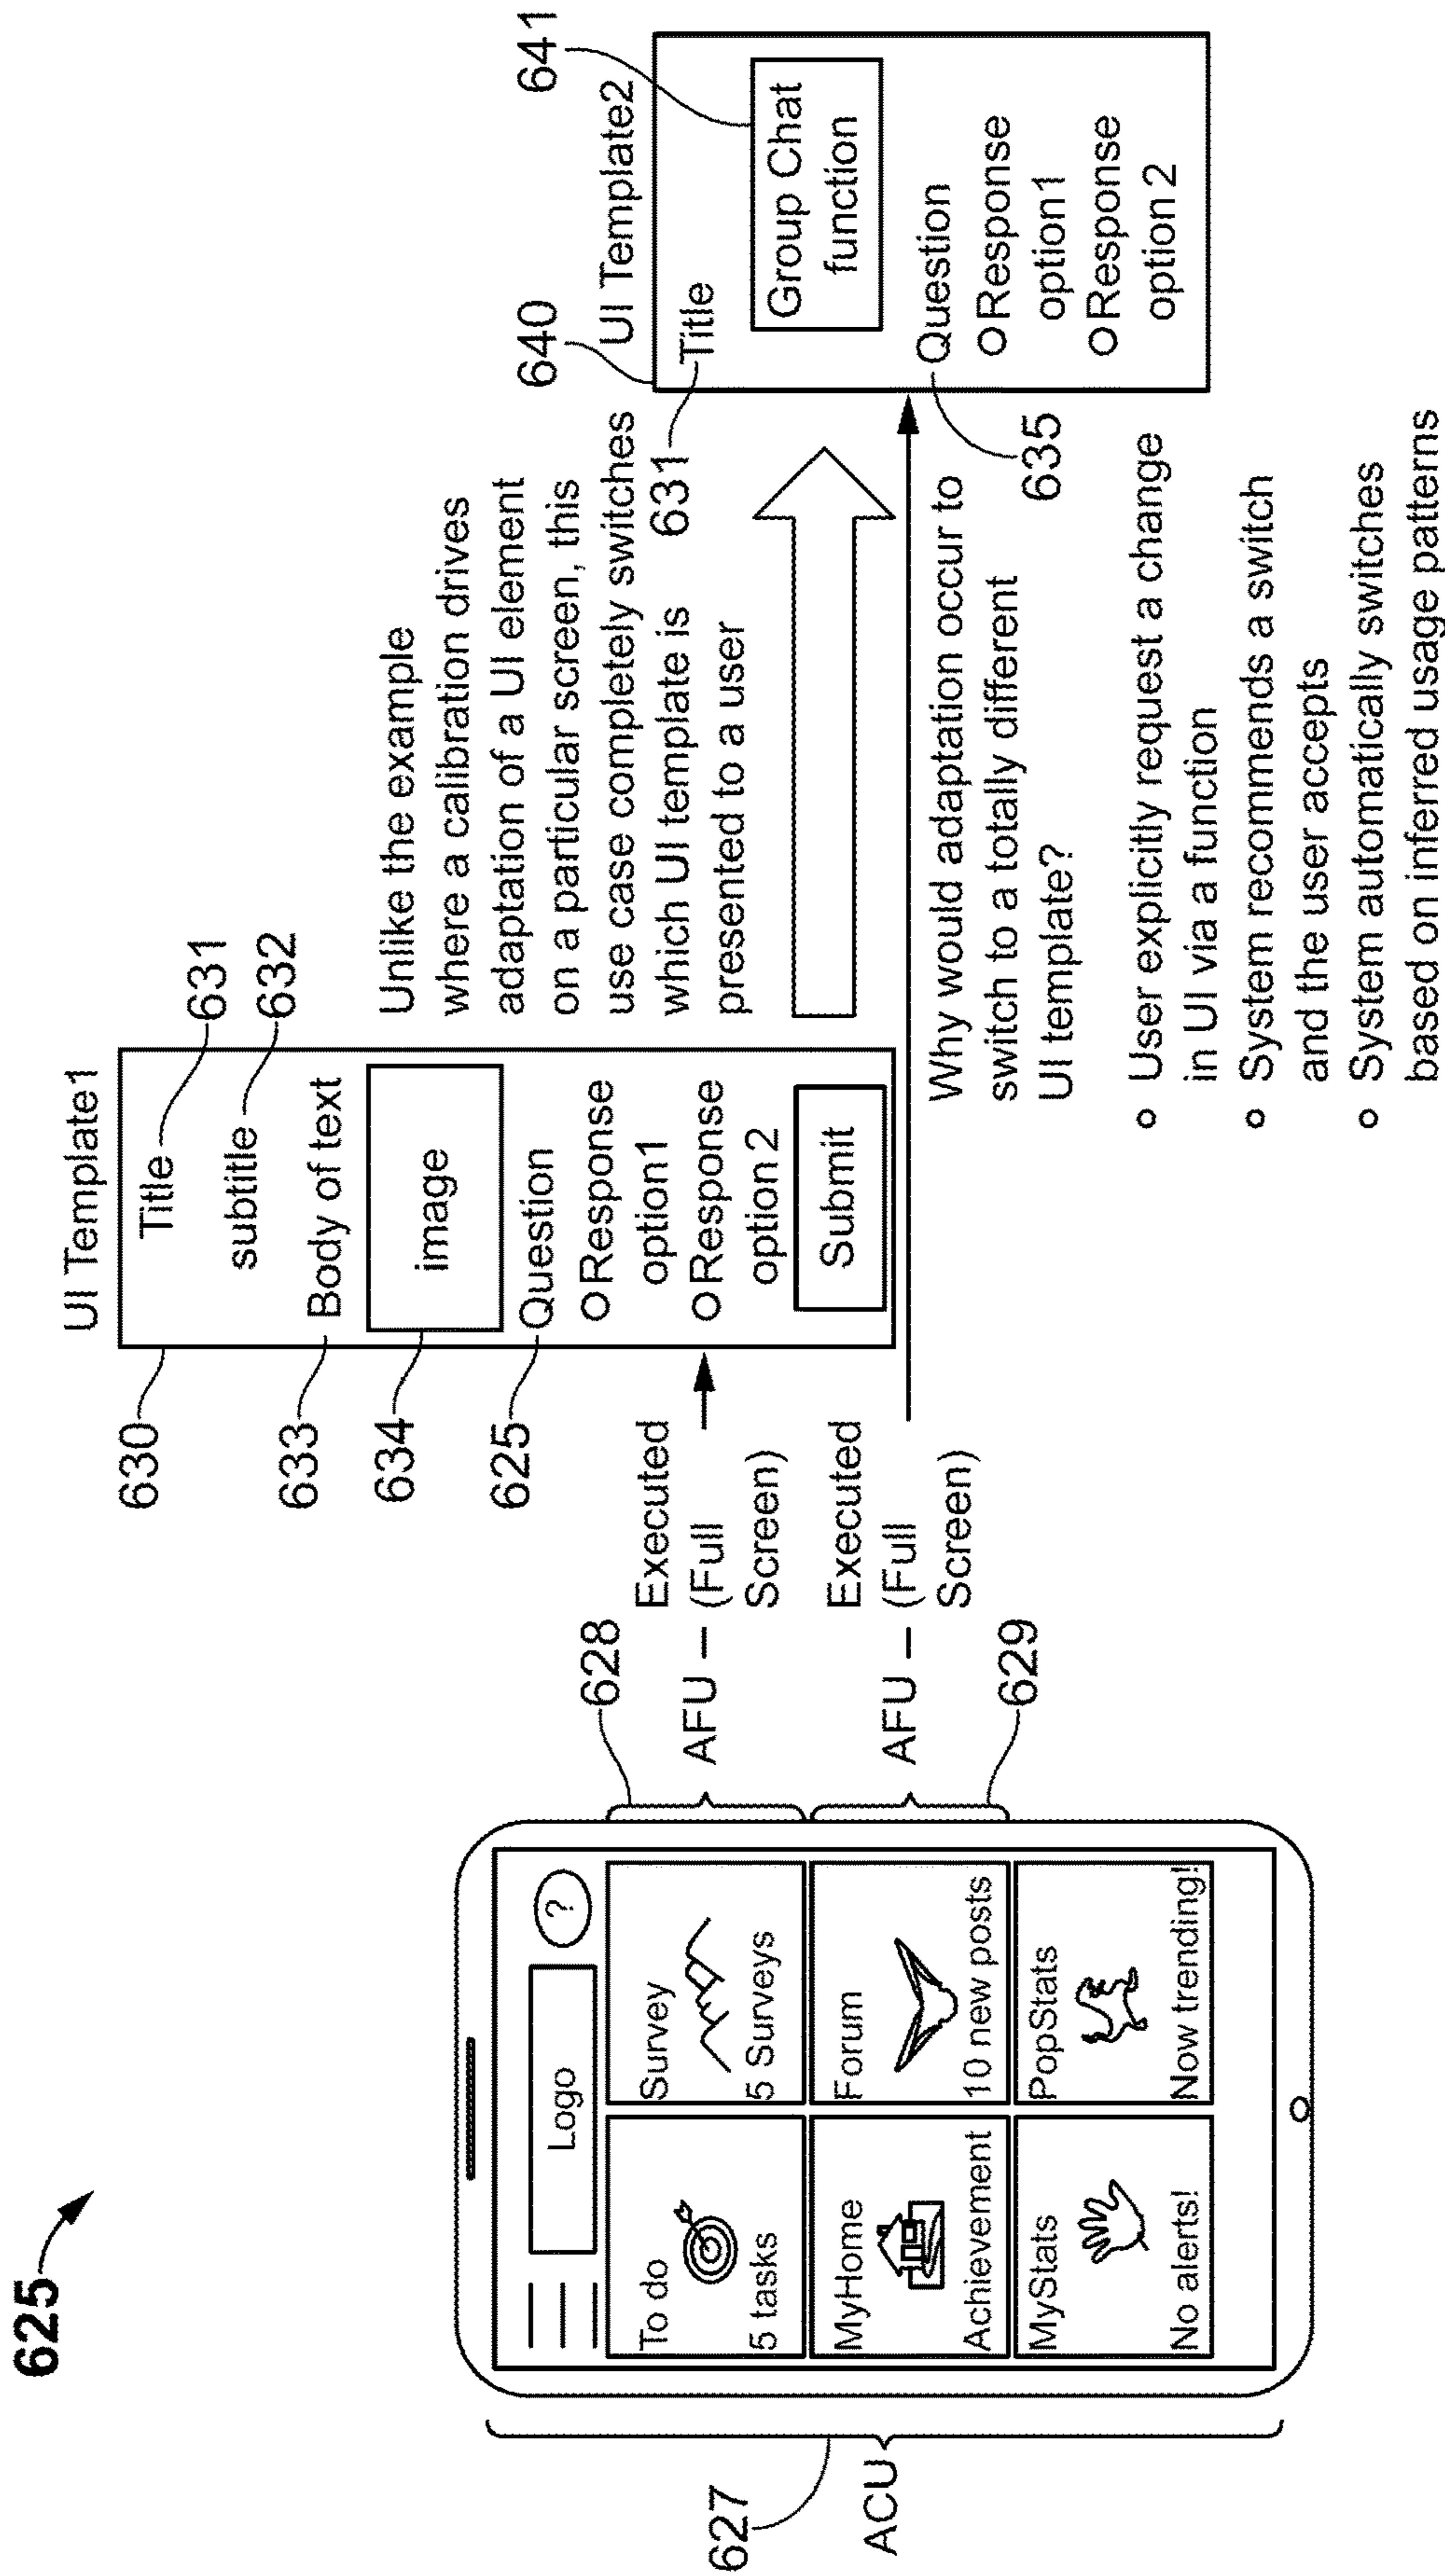 625
627
ACU
Logo
?
To do
5 tasks
Survey
5 Surveys
MyHome
Achievement
Forum
10 new posts
MyStats
No alerts!
PopStats
Now trending!
628
AFU
Executed
(Full
Screen)
629
AFU
Executed
(Full
Screen)
UI Template1
630
Title
631
subtitle
632
633
Body of text
634
image
625
Question
Response
option1
Response
option 2
Submit
Unlike the example
where a calibration drives
adaptation of a UI element
on a particular screen, this
use case completely switches
which UI template is
presented to a user
Why would adaptation occur to
switch to a totally different
UI template?
User explicitly request a change
in UI via a function
System recommends a switch
and the user accepts
System automatically switches
based on inferred usage patterns
640
UI Template2
641
631
Title
Group Chat
function
635
Question
Response
option1
Response
option 2